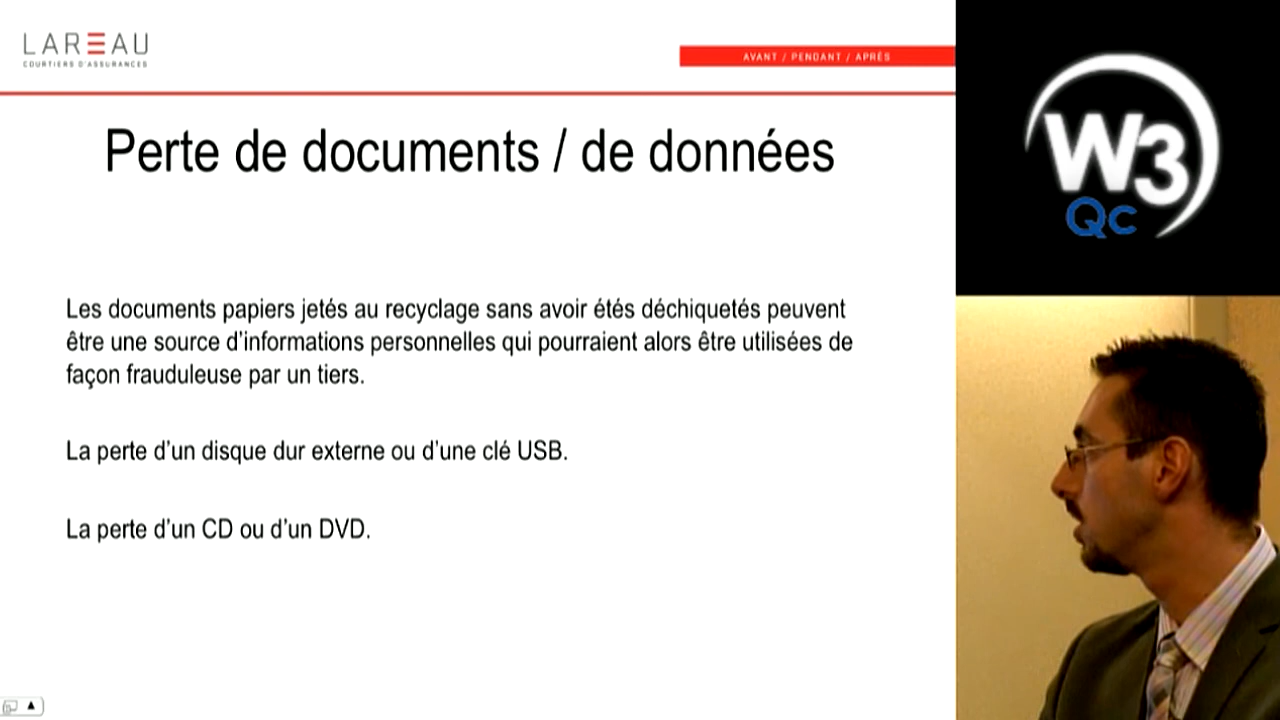 LAREAU
COURTIERS D'ASSURANCES
AVANT / PENDANT / APRÈS
Perte de documents / de données
Les documents papiers jetés au recyclage sans avoir étés déchiquetés peuvent
être une source d'informations personnelles qui pourraient alors être utilisées de
façon frauduleuse par un tiers.
La perte d'un disque dur externe ou d'une clé USB.
La perte d'un CD ou d'un DVD.
W3
Qc